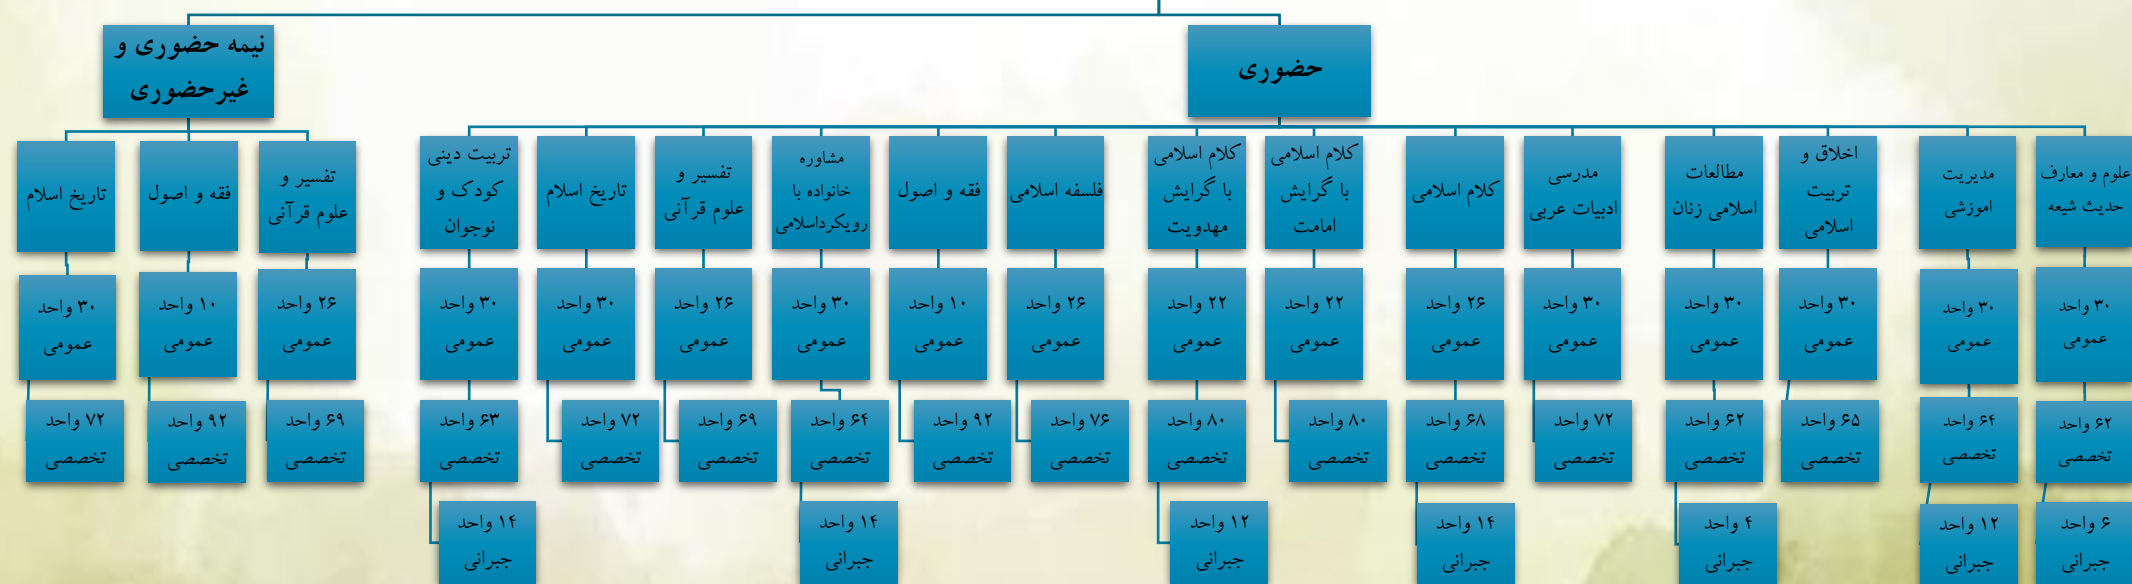 حضوری
نیمه حضوری و
غیرحضوری
علوم و معارف
حدیث شیعه
مدیریت
اموزشی
اخلاق و
تربیت
اسلامی
مطالعات
اسلامی زنان
مدرسی
ادبیات عربی
کلام اسلامی
کلام اسلامی
با گرایش
امامت
کلام اسلامی
با گرایش
مهدویت
فلسفه اسلامی
فقه و اصول
مشاوره
خانواده با
رویکرداسلامی
تفسیر و
علوم قرآنی
تاریخ اسلام
تربیت دینی
کودک و
نوجوان
تفسیر و
علوم قرآنی
فقه و اصول
تاریخ اسلام
۳۰ واحد
عمومی
۳۰ واحد
عمومی
۳۰ واحد
عمومی
۳۰ واحد
عمومی
۳۰ واحد
عمومی
۲۶ واحد
عمومی
۲۲ واحد
عمومی
۲۲ واحد
عمومی
۲۶ واحد
عمومی
۱۰ واحد
عمومی
۳۰ واحد
عمومی
۲۶ واحد
عمومی
۳۰ واحد
عمومی
۳۰ واحد
عمومی
۲۶ واحد
عمومی
۱۰ واحد
عمومی
۳۰ واحد
عمومی
۶۲ واحد
تخصصی
۶۴ واحد
تخصصی
۶۵ واحد
تخصصی
۶۲ واحد
تخصصی
۷۲ واحد
تخصصی
۶۸ واحد
تخصصی
۸۰ واحد
تخصصی
۸۰ واحد
تخصصی
۷۶ واحد
تخصصی
۹۲ واحد
تخصصی
۶۴ واحد
تخصصی
۶۹ واحد
تخصصی
۷۲ واحد
تخصصی
۶۳ واحد
تخصصی
۶۹ واحد
تخصصی
۹۲ واحد
تخصصی
۷۲ واحد
تخصصی
۶ واحد
جبرانی
۱۲ واحد
جبرانی
۴ واحد
جبرانی
۱۴ واحد
جبرانی
۱۲ واحد
جبرانی
۱۴ واحد
جبرانی
۱۴ واحد
جبرانی